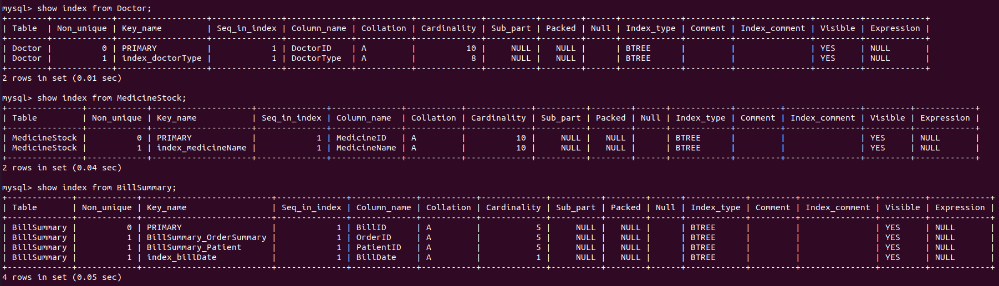 mysql> show index from Doctor;
+--------+------------+------------------+--------------+-------------+-----------+-------------+----------+--------+------+------------+---------+---------------+---------+------------+
| Table  | Non_unique | Key_name         | Seq_in_index | Column_name | Collation | Cardinality | Sub_part | Packed | Null | Index_type | Comment | Index_comment | Visible | Expression |
+--------+------------+------------------+--------------+-------------+-----------+-------------+----------+--------+------+------------+---------+---------------+---------+------------+
| Doctor |          0 | PRIMARY          |            1 | DoctorID    | A         |          10 |     NULL |   NULL |      | BTREE      |         |               | YES     | NULL       |
| Doctor |          1 | index_doctorType |            1 | DoctorType  | A         |           8 |     NULL |   NULL |      | BTREE      |         |               | YES     | NULL       |
+--------+------------+------------------+--------------+-------------+-----------+-------------+----------+--------+------+------------+---------+---------------+---------+------------+
2 rows in set (0.01 sec)
mysql> show index from MedicineStock;
+---------------+------------+--------------------+--------------+--------------+-----------+-------------+----------+--------+------+------------+---------+---------------+---------+------------+
| Table         | Non_unique | Key_name           | Seq_in_index | Column_name  | Collation | Cardinality | Sub_part | Packed | Null | Index_type | Comment | Index_comment | Visible | Expression |
+---------------+------------+--------------------+--------------+--------------+-----------+-------------+----------+--------+------+------------+---------+---------------+---------+------------+
| MedicineStock |          0 | PRIMARY            |            1 | MedicineID   | A         |          10 |     NULL |   NULL |      | BTREE      |         |               | YES     | NULL       |
| MedicineStock |          1 | index_medicineName |            1 | MedicineName | A         |          10 |     NULL |   NULL |      | BTREE      |         |               | YES     | NULL       |
+---------------+------------+--------------------+--------------+--------------+-----------+-------------+----------+--------+------+------------+---------+---------------+---------+------------+
2 rows in set (0.04 sec)
mysql> show index from BillSummary;
+-------------+------------+--------------------------+--------------+-------------+-----------+-------------+----------+--------+------+------------+---------+---------------+---------+------------+
| Table       | Non_unique | Key_name                 | Seq_in_index | Column_name | Collation | Cardinality | Sub_part | Packed | Null | Index_type | Comment | Index_comment | Visible | Expression |
+-------------+------------+--------------------------+--------------+-------------+-----------+-------------+----------+--------+------+------------+---------+---------------+---------+------------+
| BillSummary |          0 | PRIMARY                  |            1 | BillID      | A         |           5 |     NULL |   NULL |      | BTREE      |         |               | YES     | NULL       |
| BillSummary |          1 | BillSummary_OrderSummary |            1 | OrderID     | A         |           5 |     NULL |   NULL |      | BTREE      |         |               | YES     | NULL       |
| BillSummary |          1 | BillSummary_Patient      |            1 | PatientID   | A         |           5 |     NULL |   NULL |      | BTREE      |         |               | YES     | NULL       |
| BillSummary |          1 | index_billDate           |            1 | BillDate    | A         |           1 |     NULL |   NULL |      | BTREE      |         |               | YES     | NULL       |
+-------------+------------+--------------------------+--------------+-------------+-----------+-------------+----------+--------+------+------------+---------+---------------+---------+------------+
4 rows in set (0.05 sec)